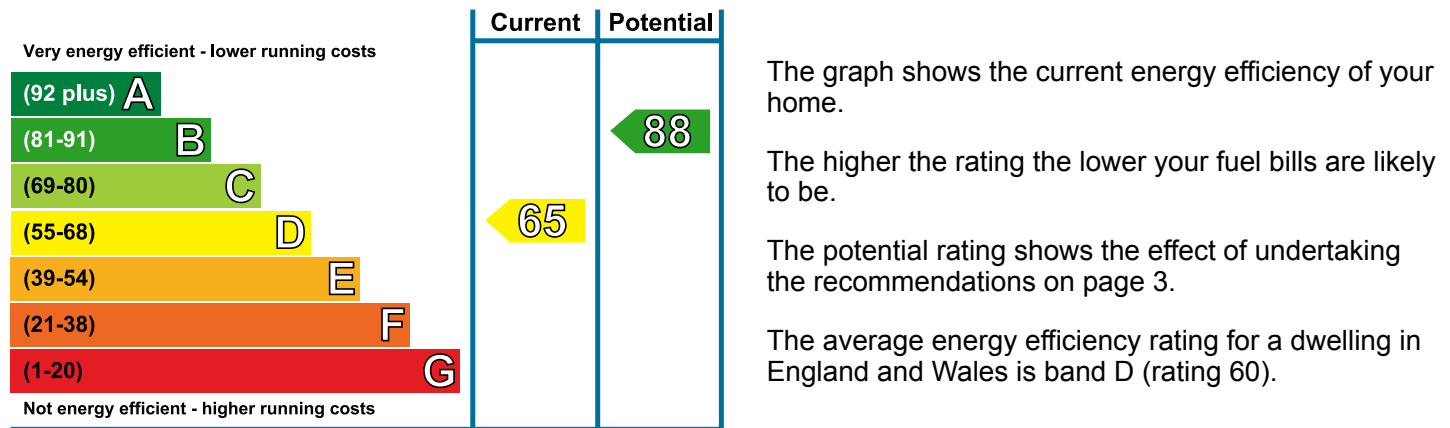 Current Potential
Very energy efficient - lower running costs
(92 plus) A
(81-91) B
88
(69-80) C
(55-68) D
65
(39-54) E
(21-38) F
(1-20) G
Not energy efficient - higher running costs
The graph shows the current energy efficiency of your
home.
The higher the rating the lower your fuel bills are likely
to be.
The potential rating shows the effect of undertaking
the recommendations on page 3.
The average energy efficiency rating for a dwelling in
England and Wales is band D (rating 60).